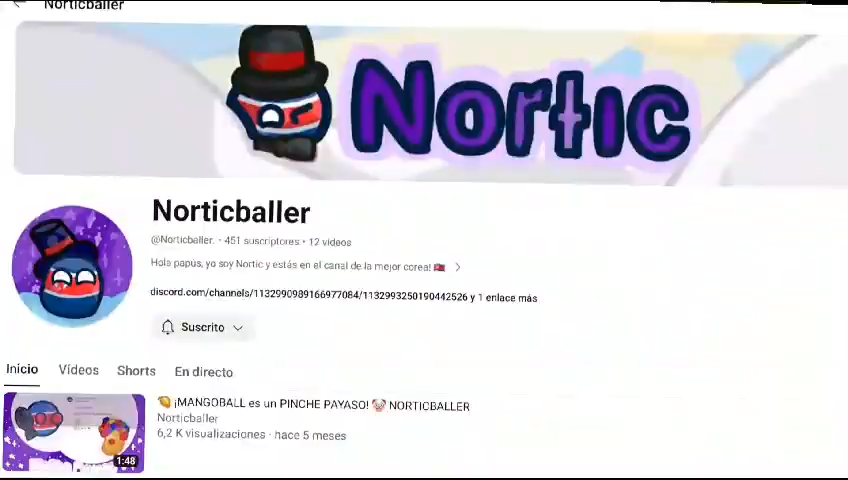 Norticballer
Nortic
Norticballer
@Norticballer. · 451 suscriptores · 12 videos
Hola papus, yo soy Nortic y estás en el canal de la mejor corea! 🇰🇵
discord.com/channels/1132990989166977084/1132993250190442526 y 1 enlace más
Suscrito
Inicio Vídeos Shorts En directo
🥭 ¡MANGOBALL es un PINCHE PAYASO! 🤡 NORTICBALLER
Norticballer
6,2 K visualizaciones · hace 5 meses
1:48